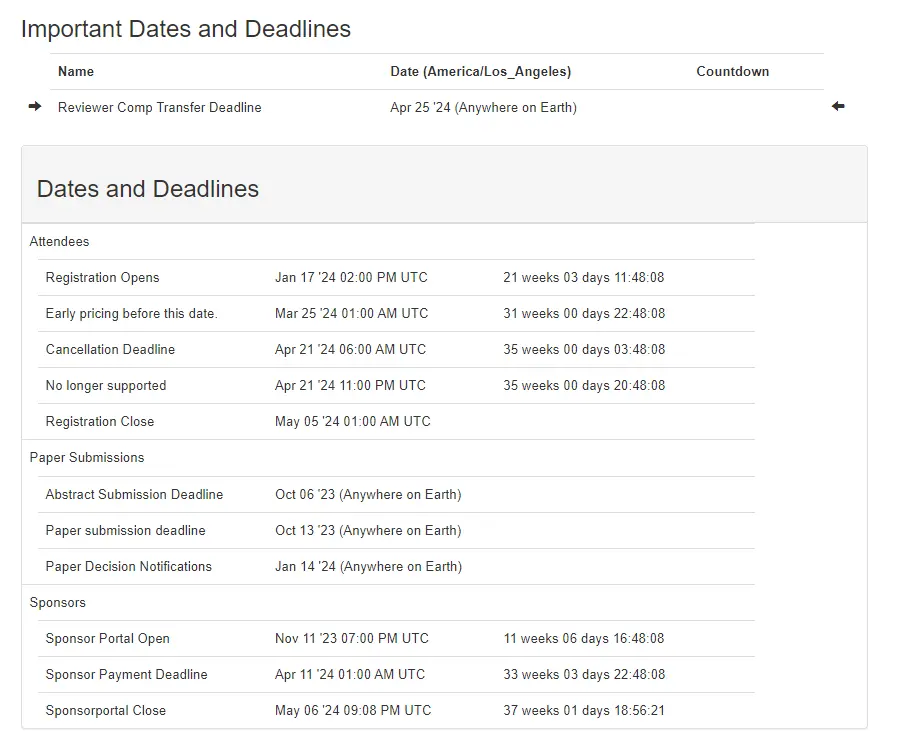 Important Dates and Deadlines
Name Date (America/Los_Angeles) Countdown
Reviewer Comp Transfer Deadline Apr 25 '24 (Anywhere on Earth)
Dates and Deadlines
Attendees
Registration Opens Jan 17 '24 02:00 PM UTC 21 weeks 03 days 11:48:08
Early pricing before this date. Mar 25 '24 01:00 AM UTC 31 weeks 00 days 22:48:08
Cancellation Deadline Apr 21 '24 06:00 AM UTC 35 weeks 00 days 03:48:08
No longer supported Apr 21 '24 11:00 PM UTC 35 weeks 00 days 20:48:08
Registration Close May 05 '24 01:00 AM UTC
Paper Submissions
Abstract Submission Deadline Oct 06 '23 (Anywhere on Earth)
Paper submission deadline Oct 13 '23 (Anywhere on Earth)
Paper Decision Notifications Jan 14 '24 (Anywhere on Earth)
Sponsors
Sponsor Portal Open Nov 11 '23 07:00 PM UTC 11 weeks 06 days 16:48:08
Sponsor Payment Deadline Apr 11 '24 01:00 AM UTC 33 weeks 03 days 22:48:08
Sponsorportal Close May 06 '24 09:08 PM UTC 37 weeks 01 days 18:56:21